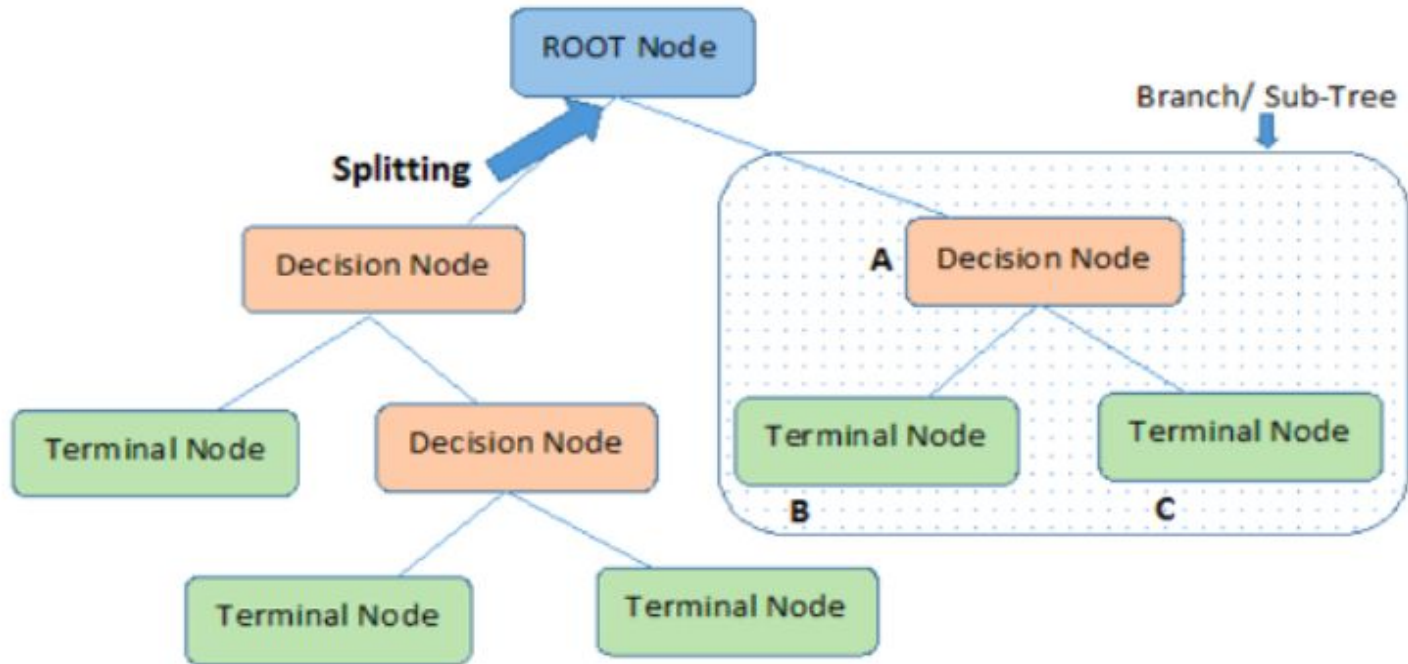 ROOT Node
Branch/ Sub-Tree
Splitting
Decision Node
A
Decision Node
Terminal Node
Decision Node
Terminal Node
Terminal Node
B
C
Terminal Node
Terminal Node